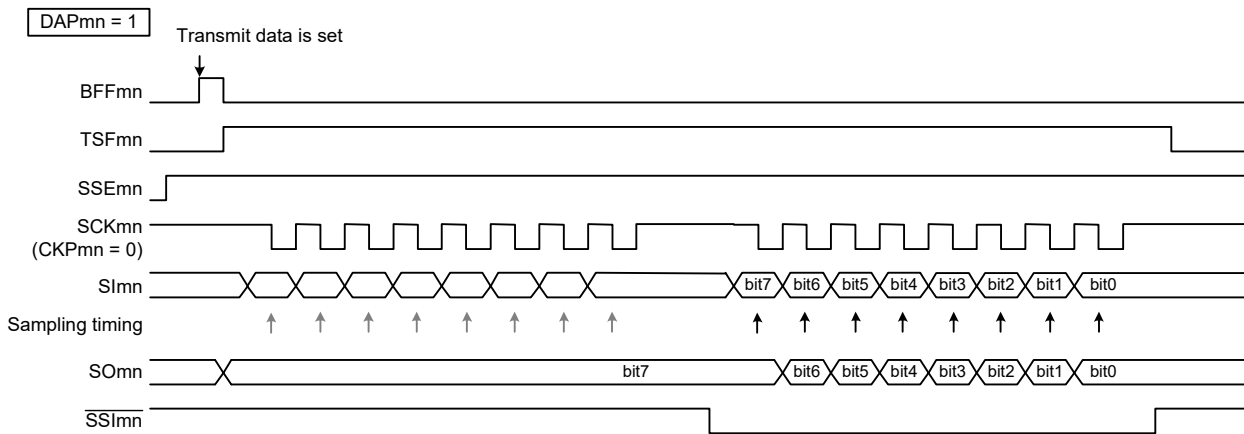 DAPmn = 1
Transmit data is set
BFFmn
TSFmn
SSEmn
SCKmn
(CKPmn = 0)
SImn
bit7 bit6 bit5 bit4 bit3 bit2 bit1 bit0
Sampling timing
SOmn
bit7 bit6 bit5 bit4 bit3 bit2 bit1 bit0
SSImn